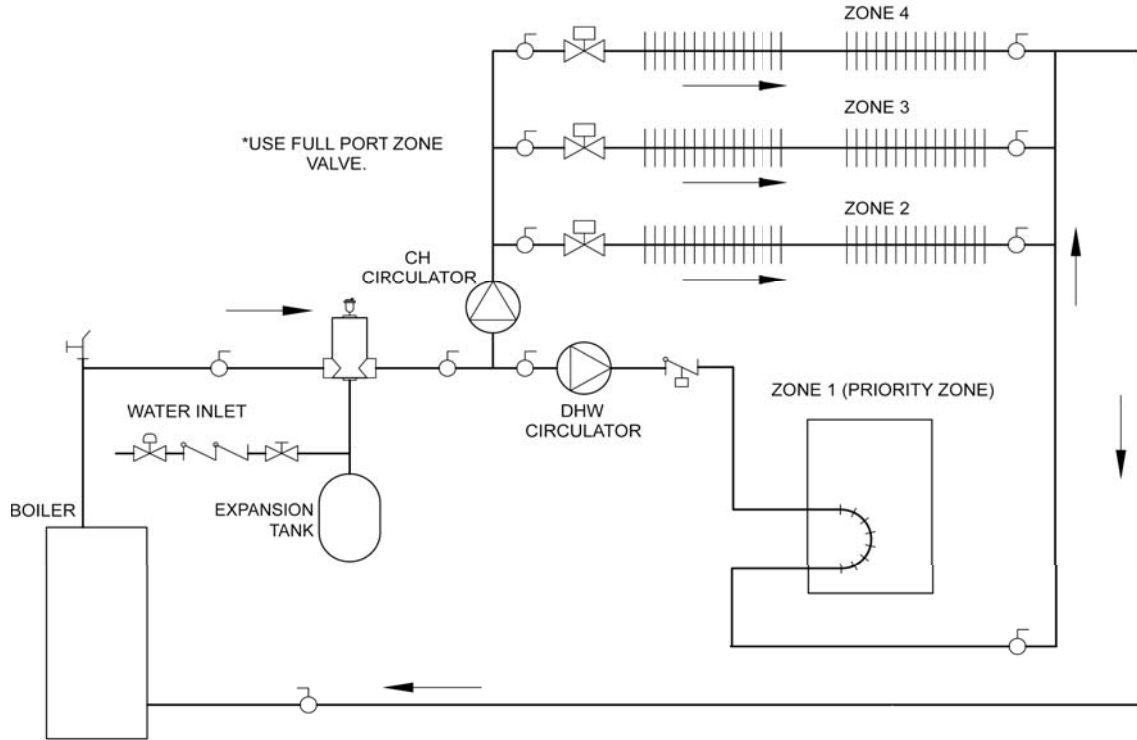 ZONE 4
ZONE 3
*USE FULL PORT ZONE
VALVE.
ZONE 2
CH
CIRCULATOR
ZONE 1 (PRIORITY ZONE)
WATER INLET
DHW
CIRCULATOR
BOILER
EXPANSION
TANK